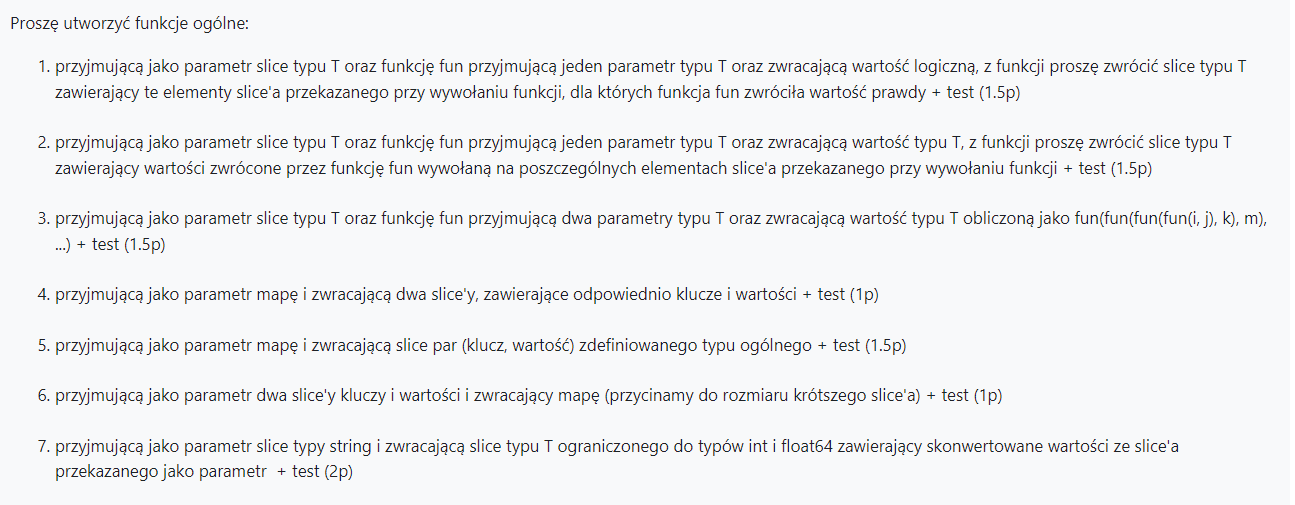 Proszę utworzyć funkcje ogólne:
1. przyjmującą jako parametr slice typu T oraz funkcję fun przyjmującą jeden parametr typu T oraz zwracającą wartość logiczną, z funkcji proszę zwrócić slice typu T
zawierający te elementy slice'a przekazanego przy wywołaniu funkcji, dla których funkcja fun zwróciła wartość prawdy + test (1.5p)
2. przyjmującą jako parametr slice typu T oraz funkcję fun przyjmującą jeden parametr typu T oraz zwracającą wartość typu T, z funkcji proszę zwrócić slice typu T
zawierający wartości zwrócone przez funkcję fun wywołaną na poszczególnych elementach slice'a przekazanego przy wywołaniu funkcji + test (1.5p)
3. przyjmującą jako parametr slice typu T oraz funkcję fun przyjmującą dwa parametry typu T oraz zwracającą wartość typu T obliczoną jako fun(fun(fun(fun(i, j), k), m),
...) + test (1.5p)
4. przyjmującą jako parametr mapę i zwracającą dwa slice'y, zawierające odpowiednio klucze i wartości + test (1p)
5. przyjmującą jako parametr mapę i zwracającą slice par (klucz, wartość) zdefiniowanego typu ogólnego + test (1.5p)
6. przyjmującą jako parametr dwa slice'y kluczy i wartości i zwracający mapę (przycinamy do rozmiaru krótszego slice'a) + test (1p)
7. przyjmującą jako parametr slice typy string i zwracającą slice typu T ograniczonego do typów int i float64 zawierający skonwertowane wartości ze slice'a
przekazanego jako parametr + test (2p)